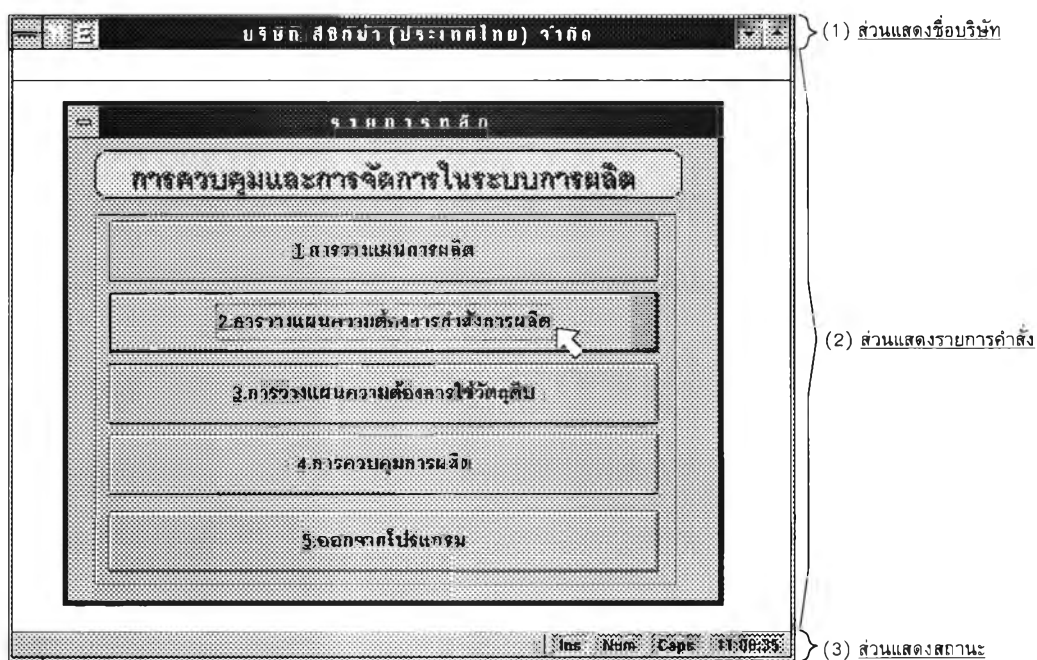 บริษัท สีชิกม่า (ประเทศไทย) จำกัด
(1) ส่วนแสดงชื่อบริษัท
รายการหลัก
การควบคุมและการจัดการในระบบการผลิต
1.การวางแผนการผลิต
2.การวางแผนความต้องการกำลังการผลิต
(2) ส่วนแสดงรายการคำสั่ง
3.การวางแผนความต้องการใช้วัตถุดิบ
4.การควบคุมการผลิต
5.ออกจากโปรแกรม
Ins Num Caps 11:00:35
(3) ส่วนแสดงสถานะ